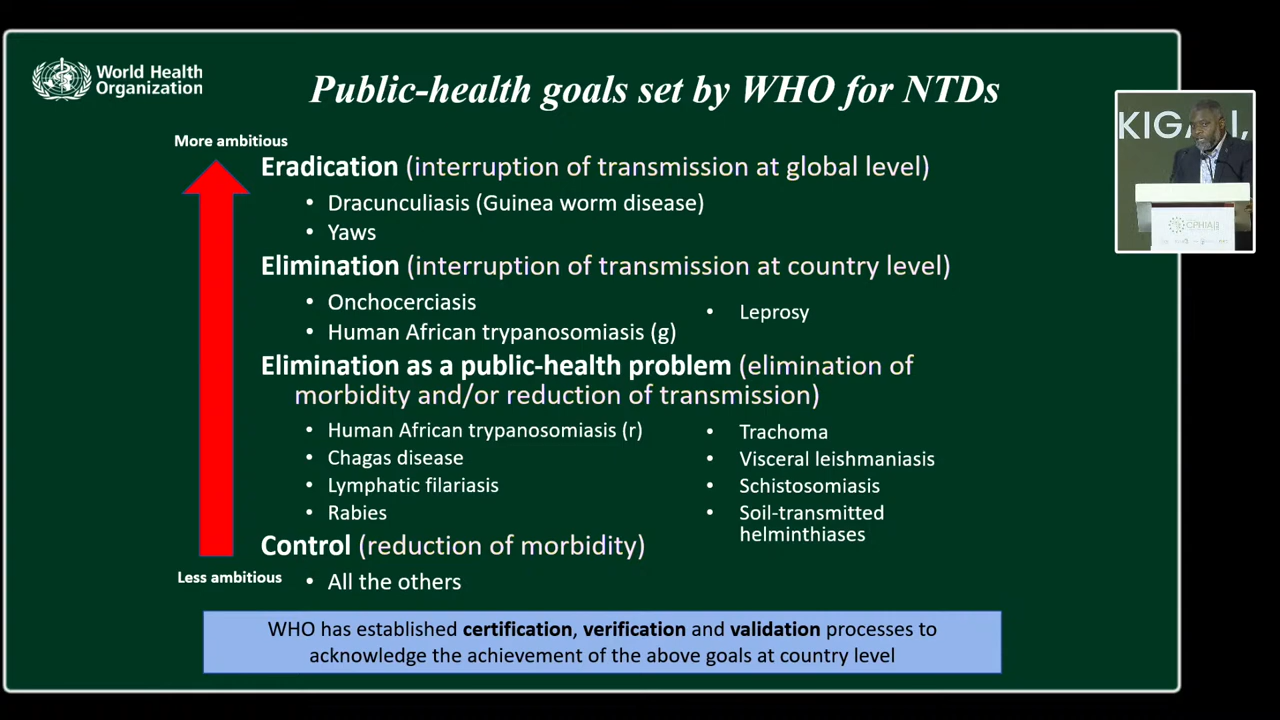 World Health
Organization
Public-health goals set by WHO for NTDs
More ambitious
Eradication (interruption of transmission at global level)
• Dracunculiasis (Guinea worm disease)
• Yaws
Elimination (interruption of transmission at country level)
• Onchocerciasis
• Human African trypanosomiasis (g)
• Leprosy
Elimination as a public-health problem (elimination of
morbidity and/or reduction of transmission)
• Human African trypanosomiasis (r)
• Chagas disease
• Lymphatic filariasis
• Rabies
• Trachoma
• Visceral leishmaniasis
• Schistosomiasis
• Soil-transmitted
helminthiases
Control (reduction of morbidity)
Less ambitious
• All the others
WHO has established certification, verification and validation processes to
acknowledge the achievement of the above goals at country level
CPHIA